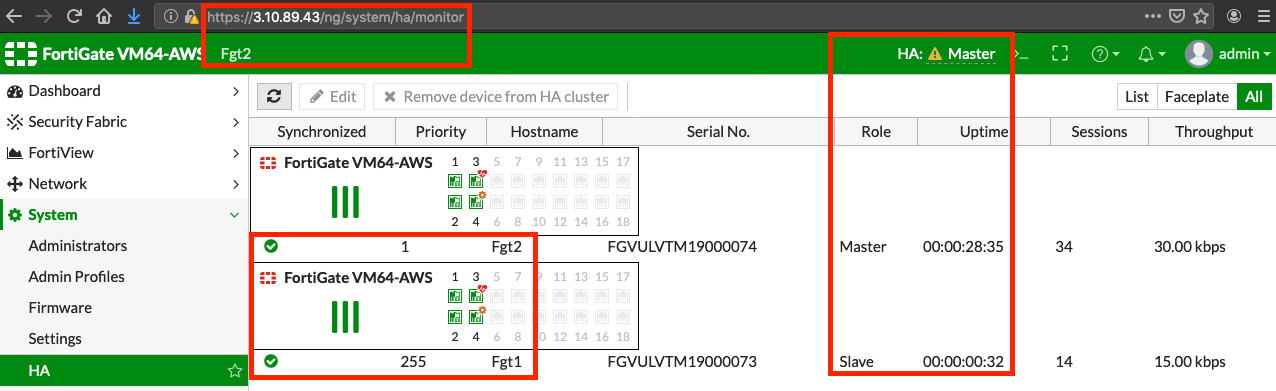 https://3.10.89.43/ng/system/ha/monitor
FortiGate VM64-AWS Fgt2 HA: Master >_ admin
Dashboard
Security Fabric
FortiView
Network
System
Administrators
Admin Profiles
Firmware
Settings
HA
Edit Remove device from HA cluster List Faceplate All
Synchronized Priority Hostname Serial No. Role Uptime Sessions Throughput
FortiGate VM64-AWS 1 3 5 7 9 11 13 15 17
2 4 6 8 10 12 14 16 18
1 Fgt2 FGVULVTM19000074 Master 00:00:28:35 34 30.00 kbps
FortiGate VM64-AWS 1 3 5 7 9 11 13 15 17
2 4 6 8 10 12 14 16 18
255 Fgt1 FGVULVTM19000073 Slave 00:00:00:32 14 15.00 kbps